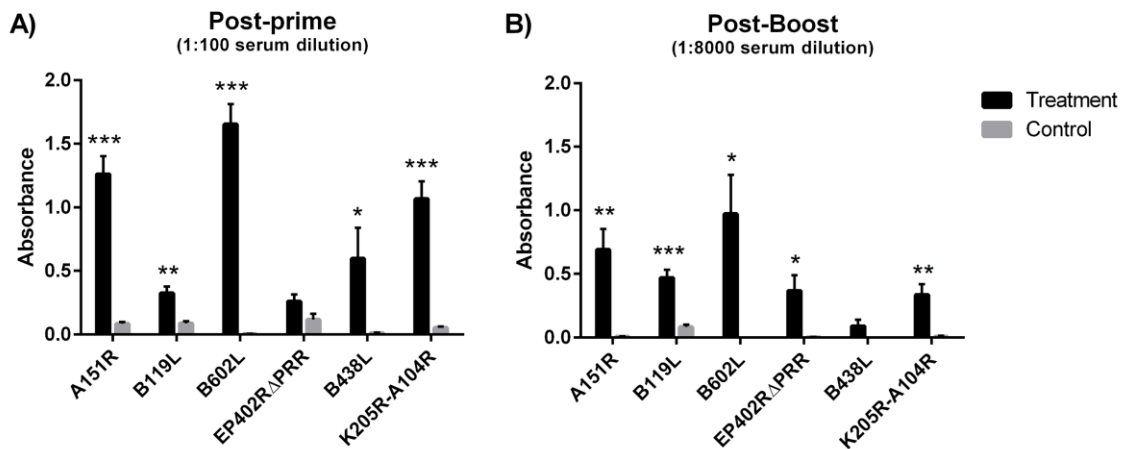 A)
Post-prime
(1:100 serum dilution)
Absorbance
2.0
1.5
1.0
0.5
0.0
***
**
***
*
***
A151R
B119L
B602L
EP402RΔPRR
B438L
K205R-A104R
B)
Post-Boost
(1:8000 serum dilution)
Absorbance
2.0
1.5
1.0
0.5
0.0
**
***
*
*
**
A151R
B119L
B602L
EP402RΔPRR
B438L
K205R-A104R
Treatment
Control